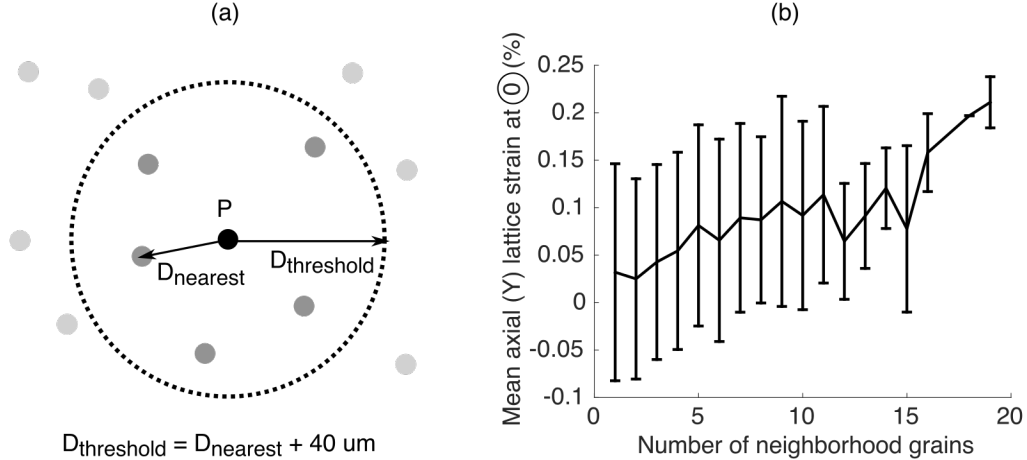 (a)
P
Dnearest
Dthreshold
Dthreshold = Dnearest + 40 um
(b)
Mean axial (Y) lattice strain at ⓪ (%)
0.25
0.2
0.15
0.1
0.05
0
-0.05
-0.1
0 5 10 15 20
Number of neighborhood grains